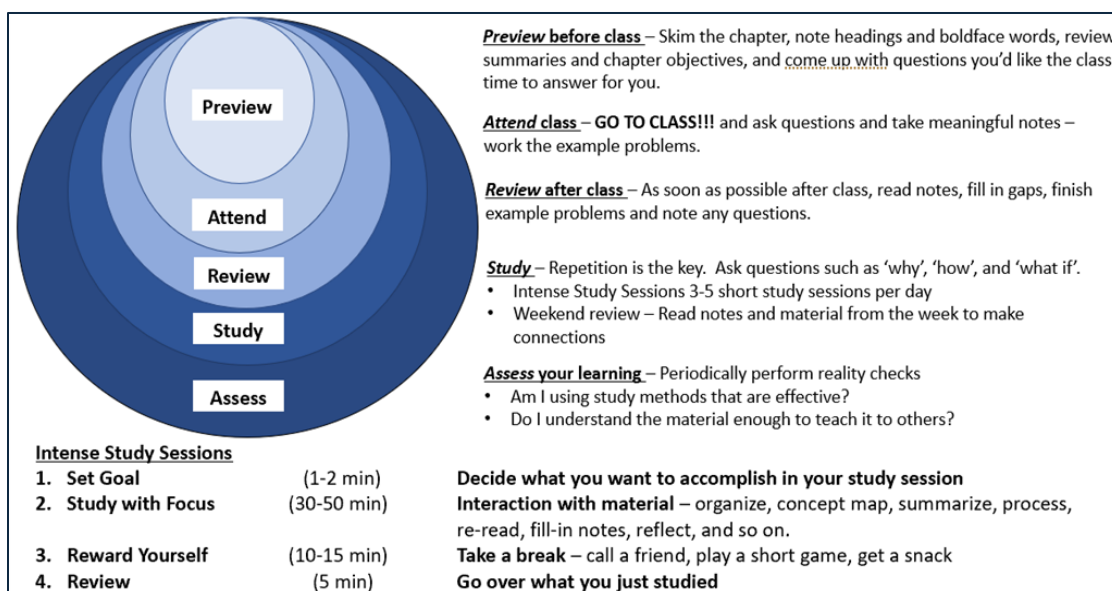 Preview
Attend
Review
Study
Assess
Preview before class – Skim the chapter, note headings and boldface words, review
summaries and chapter objectives, and come up with questions you'd like the class
time to answer for you.
Attend class – GO TO CLASS!!! and ask questions and take meaningful notes –
work the example problems.
Review after class – As soon as possible after class, read notes, fill in gaps, finish
example problems and note any questions.
Study – Repetition is the key.  Ask questions such as 'why', 'how', and 'what if'.
• Intense Study Sessions 3-5 short study sessions per day
• Weekend review – Read notes and material from the week to make
connections
Assess your learning – Periodically perform reality checks
• Am I using study methods that are effective?
• Do I understand the material enough to teach it to others?
Intense Study Sessions
1. Set Goal (1-2 min) Decide what you want to accomplish in your study session
2. Study with Focus (30-50 min) Interaction with material – organize, concept map, summarize, process,
re-read, fill-in notes, reflect, and so on.
3. Reward Yourself (10-15 min) Take a break – call a friend, play a short game, get a snack
4. Review (5 min) Go over what you just studied